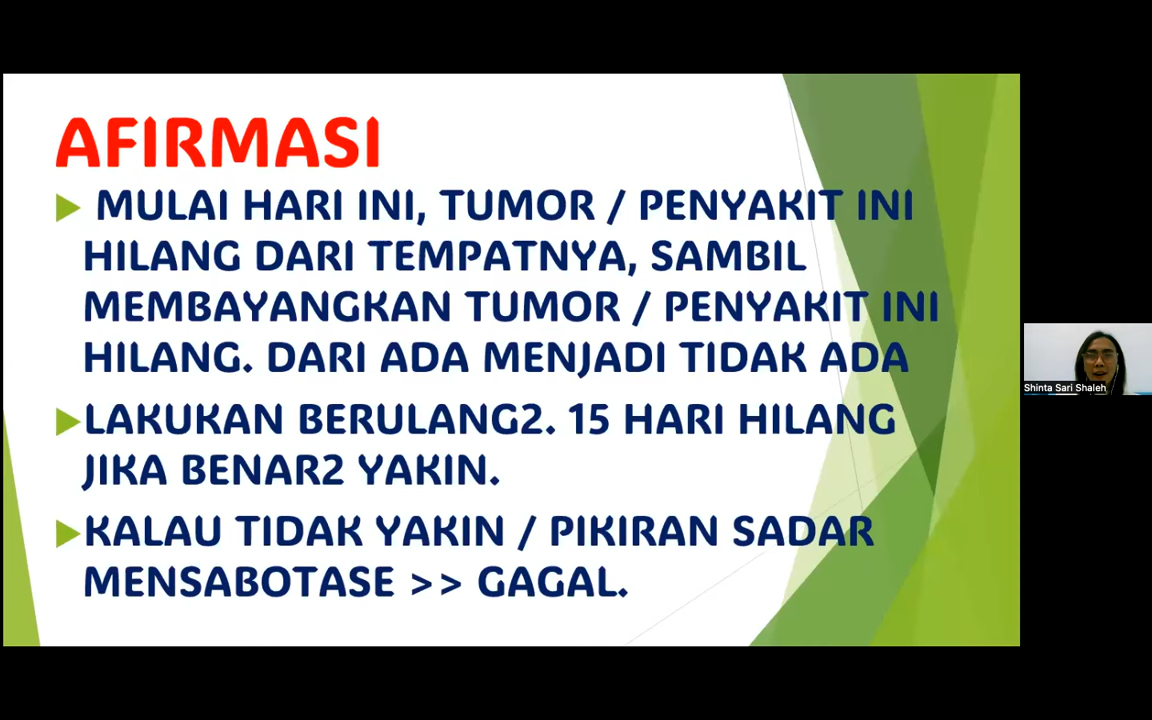 AFIRMASI
MULAI HARI INI, TUMOR / PENYAKIT INI
HILANG DARI TEMPATNYA, SAMBIL
MEMBAYANGKAN TUMOR / PENYAKIT INI
HILANG. DARI ADA MENJADI TIDAK ADA
LAKUKAN BERULANG2. 15 HARI HILANG
JIKA BENAR2 YAKIN.
KALAU TIDAK YAKIN / PIKIRAN SADAR
MENSABOTASE >> GAGAL.
Shinta Sari Shaleh